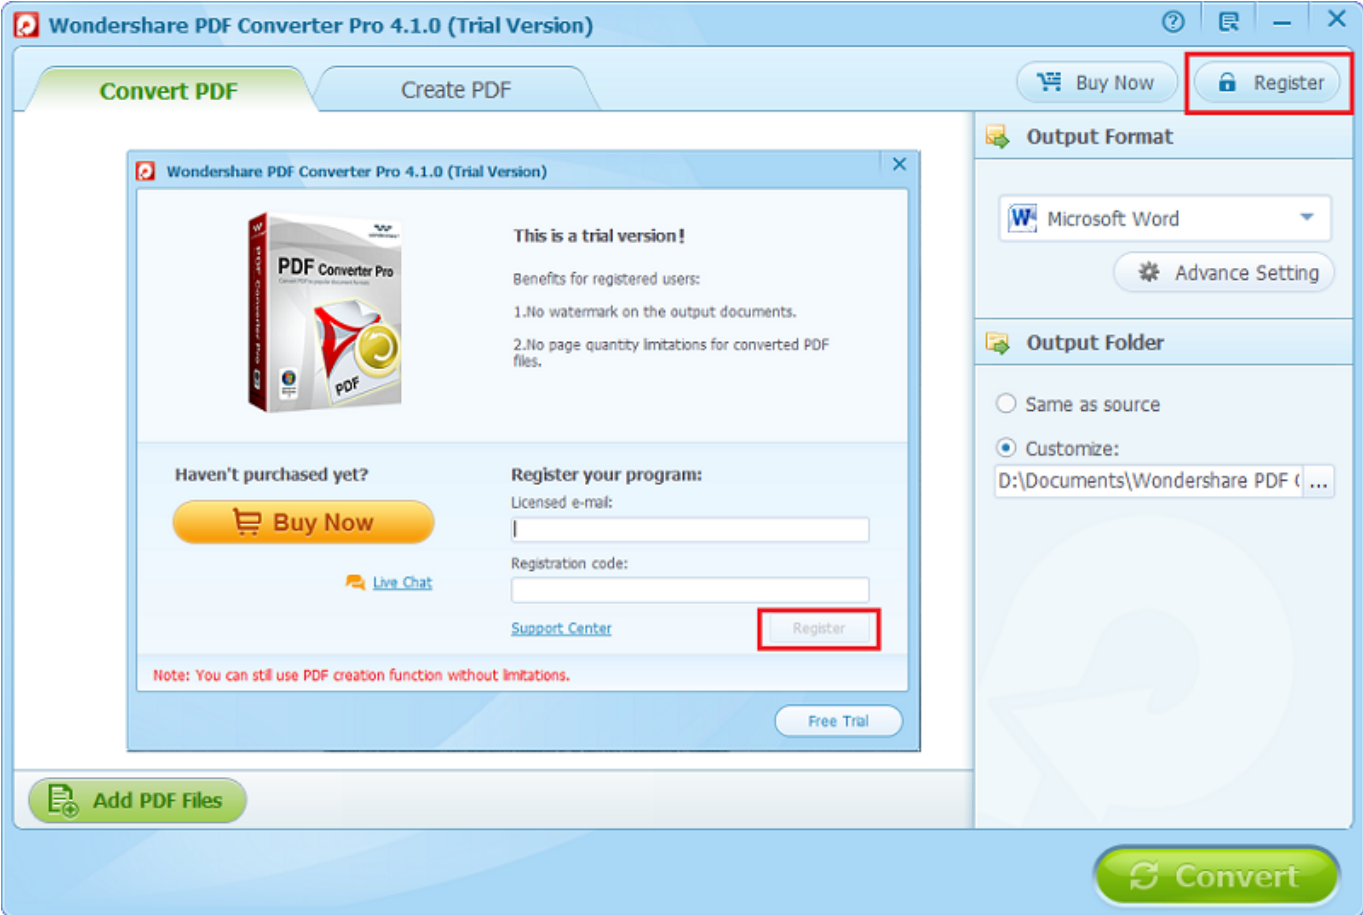 Wondershare PDF Converter Pro 4.1.0 (Trial Version)
Convert PDF
Create PDF
Buy Now
Register
Wondershare PDF Converter Pro 4.1.0 (Trial Version)
PDF Converter Pro
PDF Converter Pro
PDF
This is a trial version!
Benefits for registered users:
1.No watermark on the output documents.
2.No page quantity limitations for converted PDF
files.
Haven't purchased yet?
Buy Now
Live Chat
Register your program:
Licensed e-mail:
Registration code:
Support Center
Register
Note: You can still use PDF creation function without limitations.
Free Trial
Output Format
Microsoft Word
Advance Setting
Output Folder
Same as source
Customize:
D:\Documents\Wondershare PDF (
...
Add PDF Files
Convert